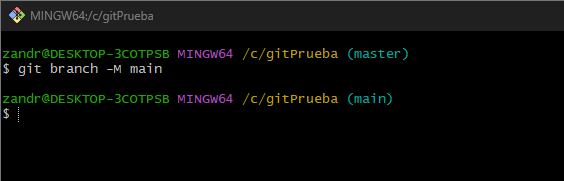 MINGW64:/c/gitPrueba
zandr@DESKTOP-3COTPSB MINGW64 /c/gitPrueba (master)
$ git branch -M main
zandr@DESKTOP-3COTPSB MINGW64 /c/gitPrueba (main)
$